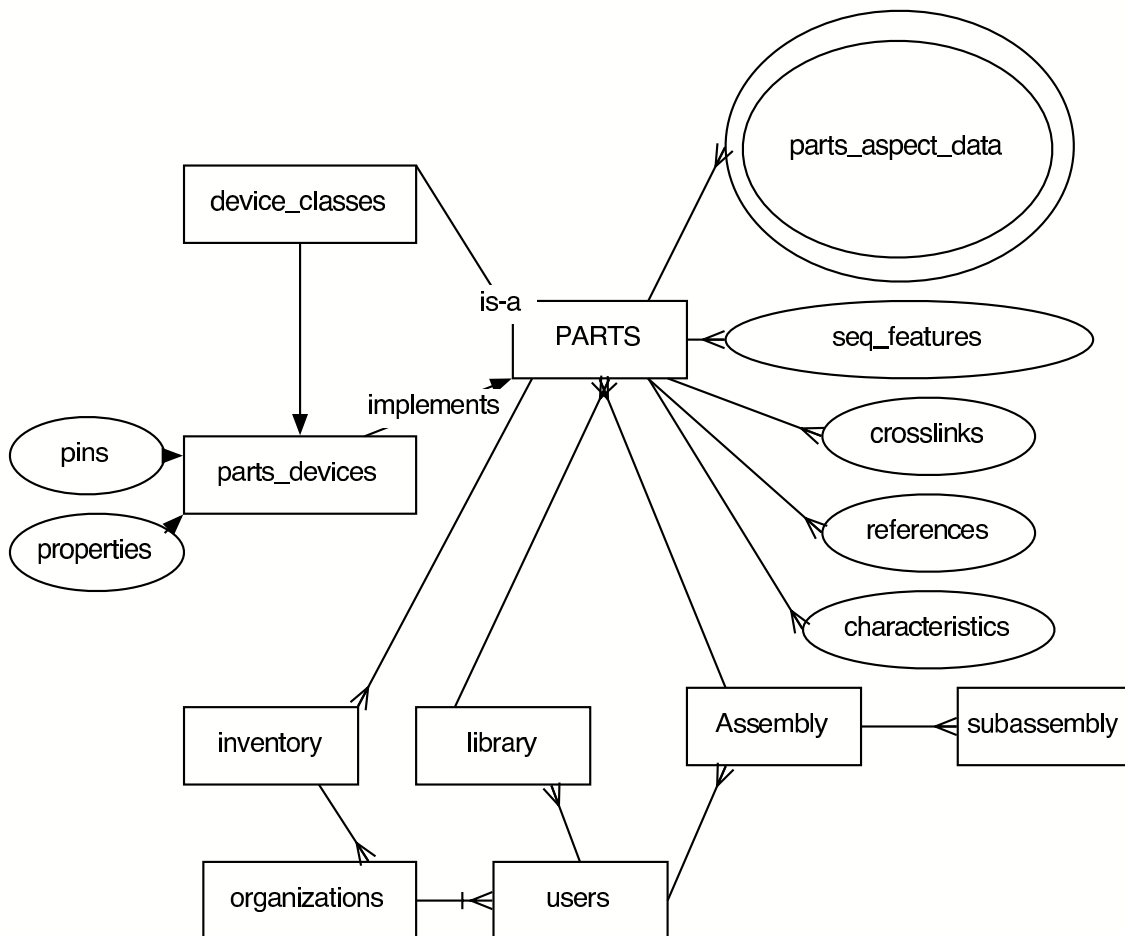 parts_aspect_data
device_classes
is-a
PARTS
seq_features
implements
crosslinks
pins
parts_devices
references
properties
characteristics
inventory
library
Assembly
subassembly
organizations
users